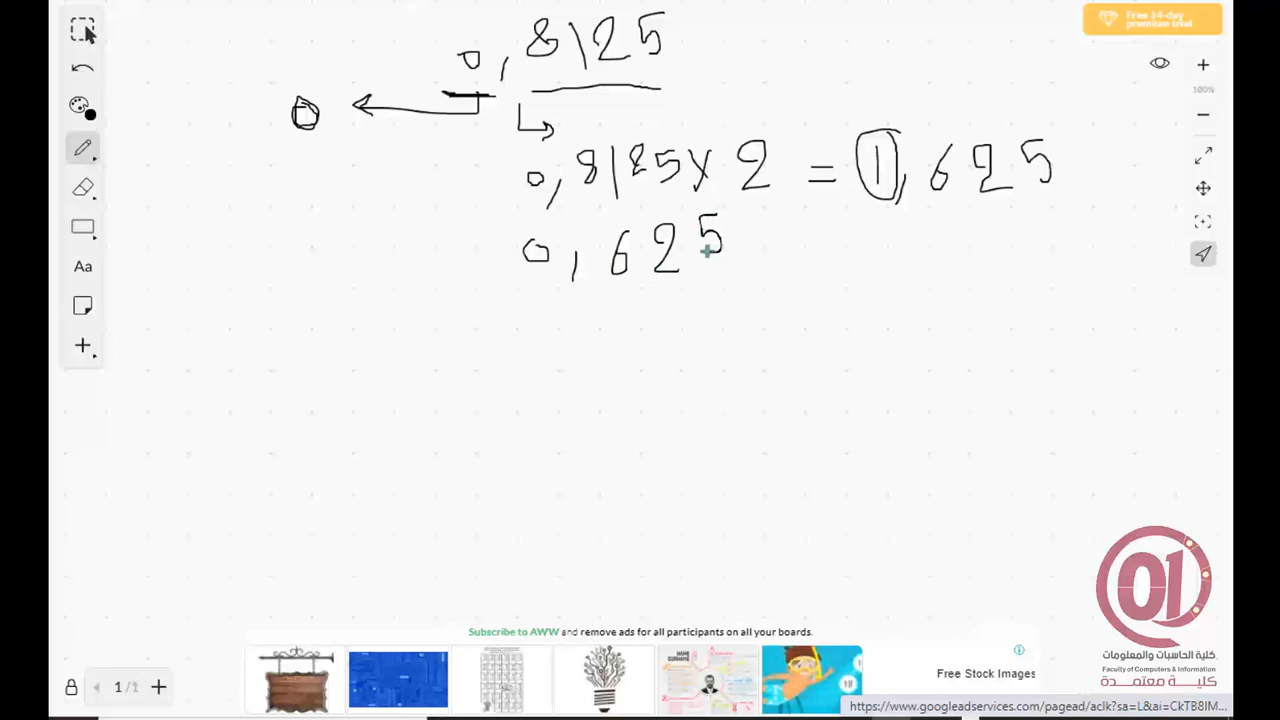 Free 14-day
premium trial
0,8125
100%
0
0,8125x2 = 1,625
0,625
Aa
Subscribe to AWW and remove ads for all participants on all your boards.
Free Stock Images
01
كلية الحاسبات والمعلومات
Faculty of Computers & Information
كليـــة معتمـــدة
1/1
https://www.googleadservices.com/pagead/aclk?sa=L&ai=CkTB8IM...